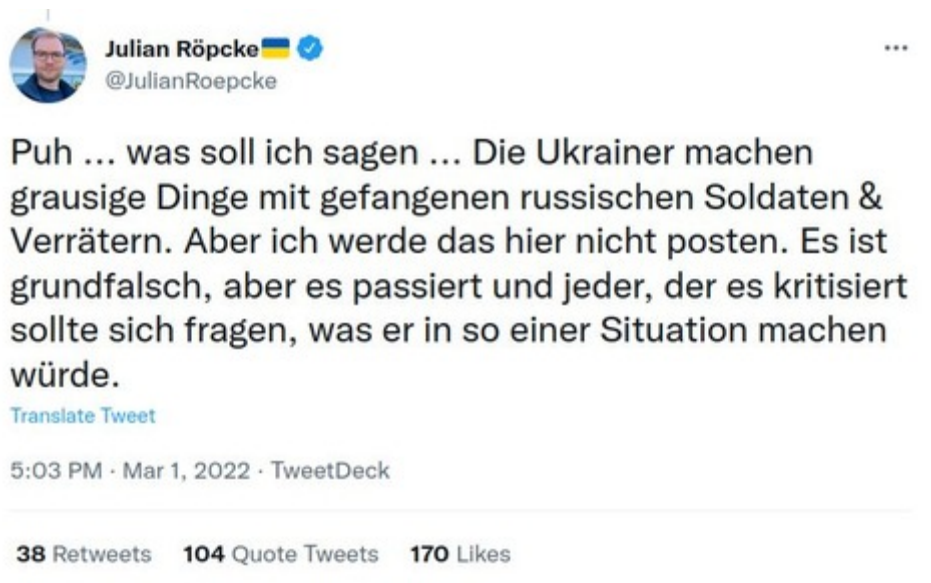 Julian Röpcke🇺🇦
@JulianRoepcke
Puh ... was soll ich sagen ... Die Ukrainer machen
grausige Dinge mit gefangenen russischen Soldaten &
Verrätern. Aber ich werde das hier nicht posten. Es ist
grundfalsch, aber es passiert und jeder, der es kritisiert
sollte sich fragen, was er in so einer Situation machen
würde.
Translate Tweet
5:03 PM · Mar 1, 2022 · TweetDeck
38 Retweets 104 Quote Tweets 170 Likes